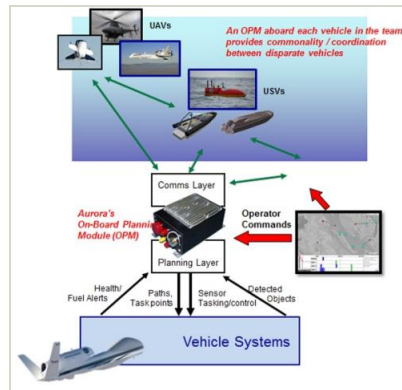 UAVs
An OPM aboard each vehicle in the team
provides commonality / coordination
between disparate vehicles
USVs
Comms Layer
Aurora's
On-Board Planning
Module (OPM)
Operator
Commands
Planning Layer
Health/
Fuel Alerts
Paths,
Task points
Sensor
Tasking/control
Detected
Objects
Vehicle Systems